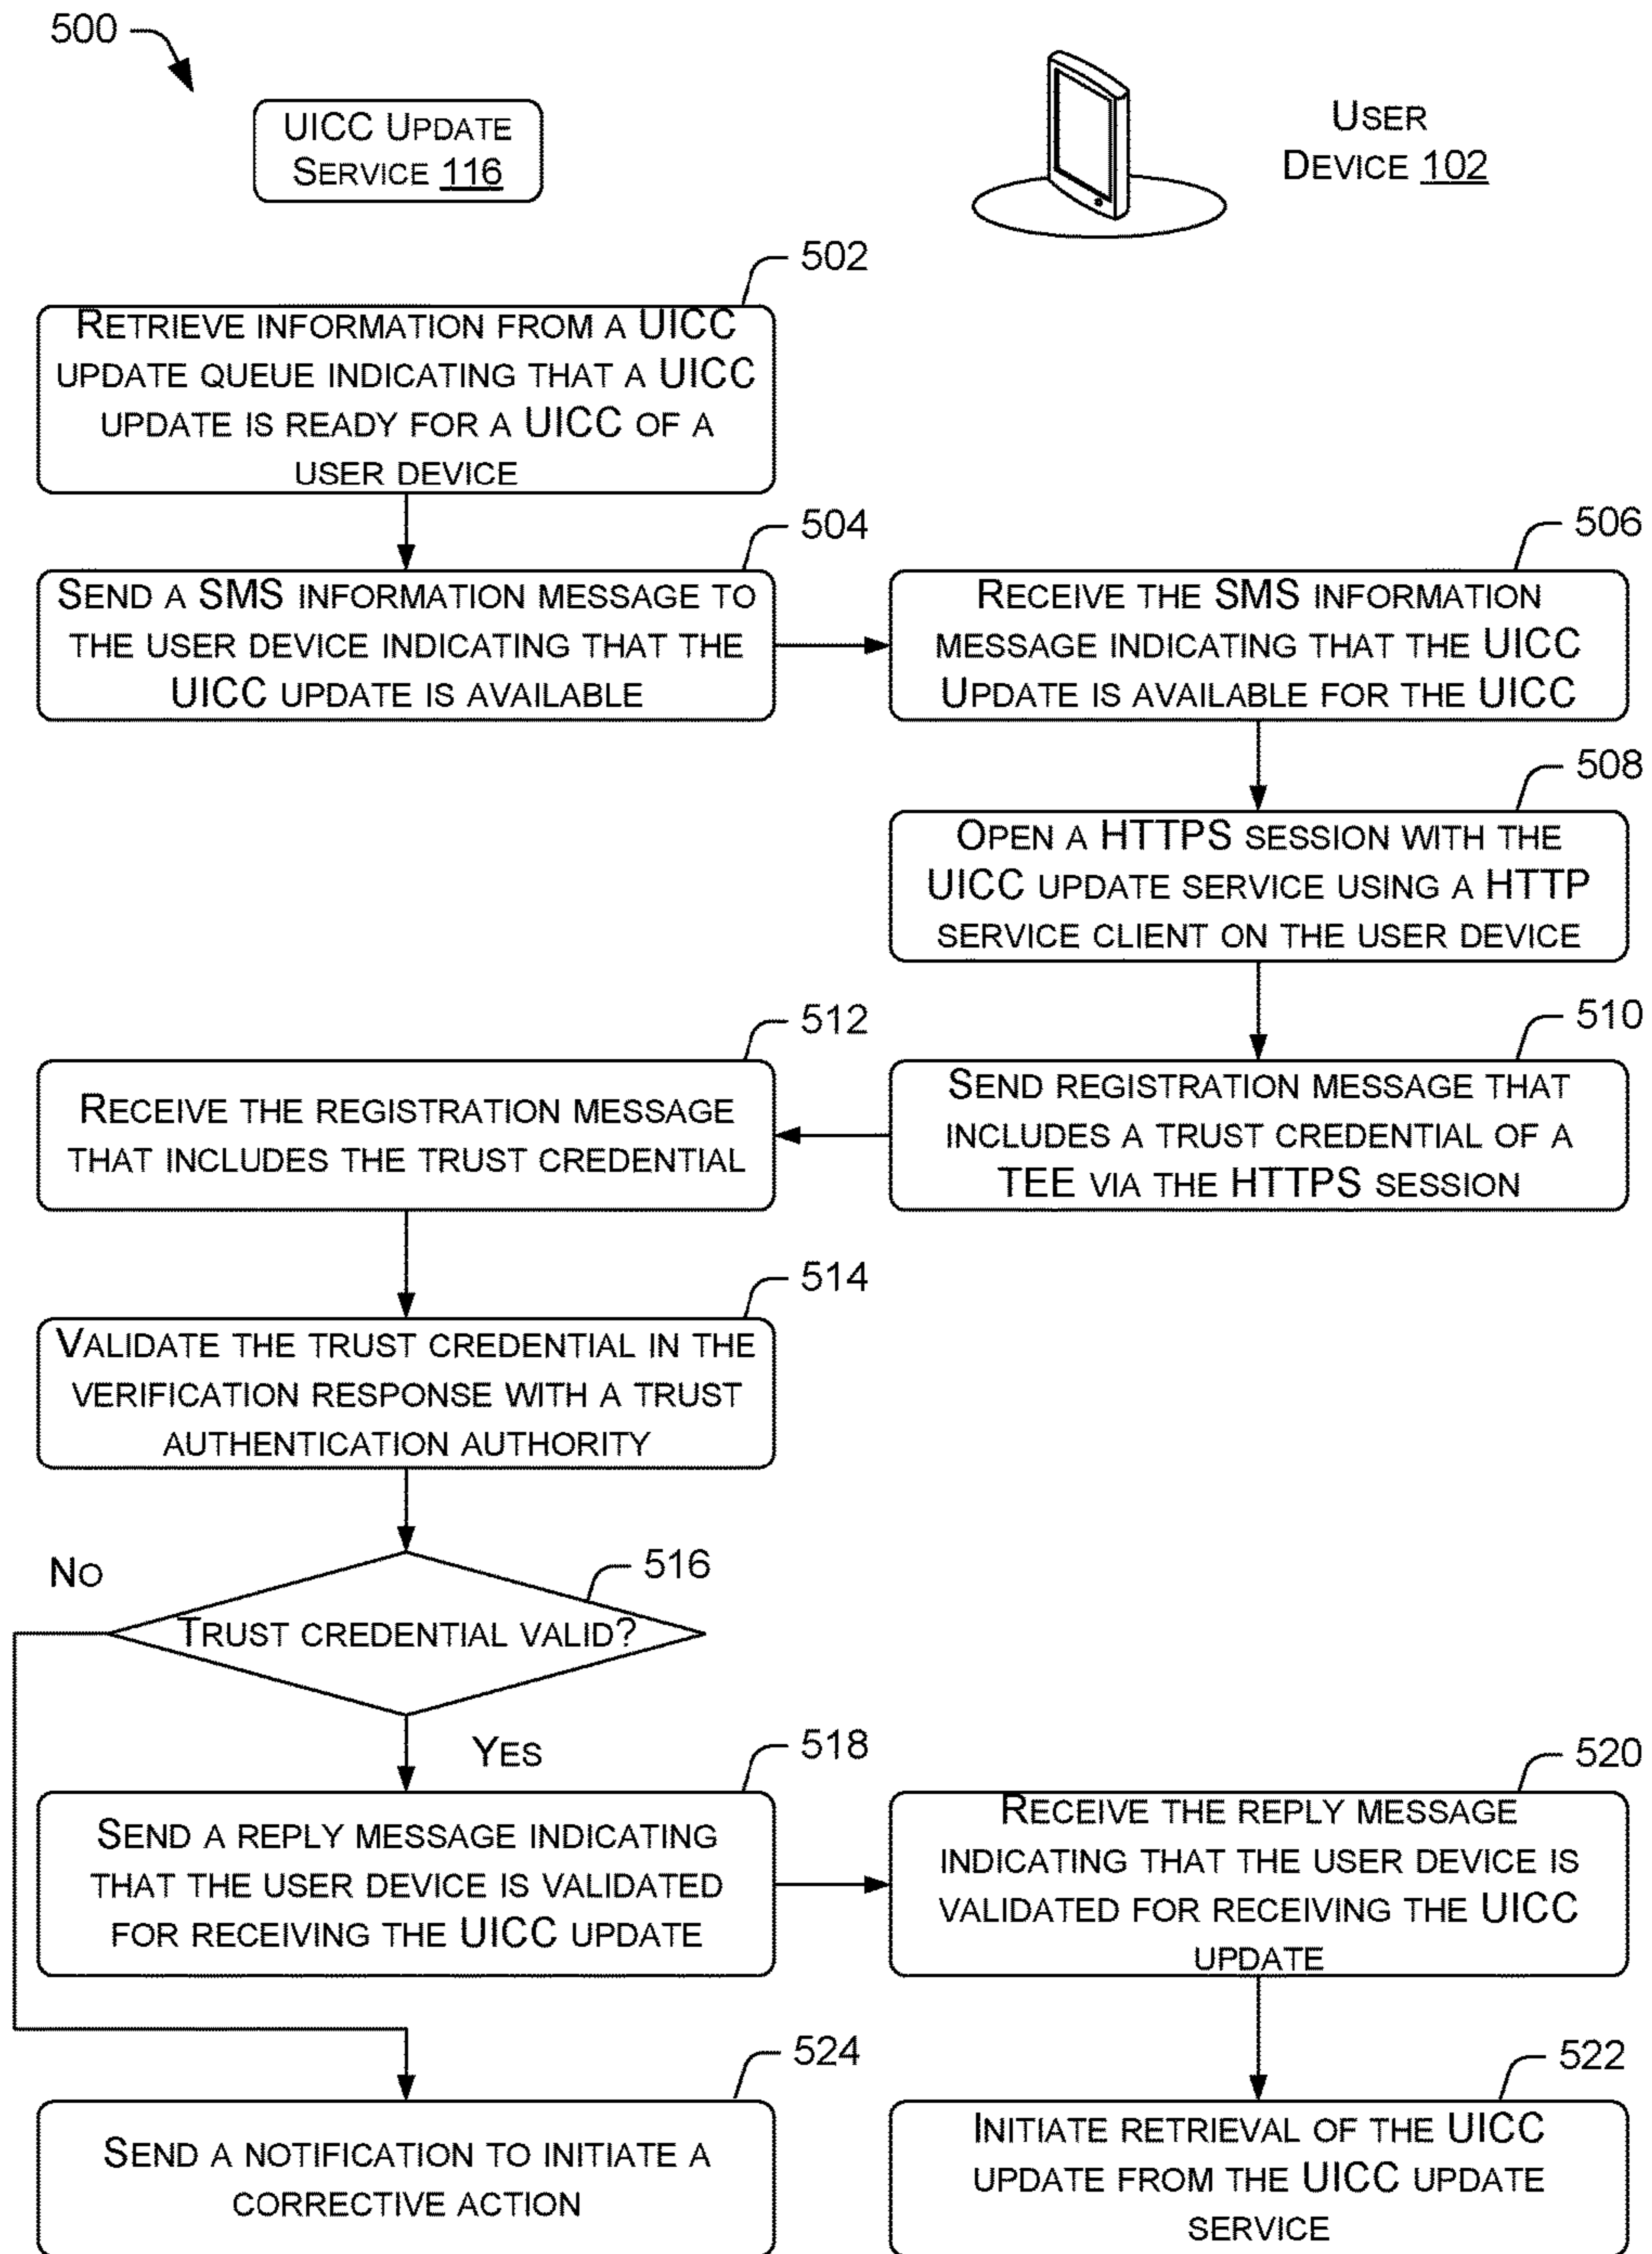 500
UICC UPDATE
SERVICE 116
USER
DEVICE 102
502
RETRIEVE INFORMATION FROM A UICC
UPDATE QUEUE INDICATING THAT A UICC
UPDATE IS READY FOR A UICC OF A
USER DEVICE
504
SEND A SMS INFORMATION MESSAGE TO
THE USER DEVICE INDICATING THAT THE
UICC UPDATE IS AVAILABLE
506
RECEIVE THE SMS INFORMATION
MESSAGE INDICATING THAT THE UICC
UPDATE IS AVAILABLE FOR THE UICC
508
OPEN A HTTPS SESSION WITH THE
UICC UPDATE SERVICE USING A HTTP
SERVICE CLIENT ON THE USER DEVICE
510
SEND REGISTRATION MESSAGE THAT
INCLUDES A TRUST CREDENTIAL OF A
TEE VIA THE HTTPS SESSION
512
RECEIVE THE REGISTRATION MESSAGE
THAT INCLUDES THE TRUST CREDENTIAL
514
VALIDATE THE TRUST CREDENTIAL IN THE
VERIFICATION RESPONSE WITH A TRUST
AUTHENTICATION AUTHORITY
516
TRUST CREDENTIAL VALID?
NO
YES
518
SEND A REPLY MESSAGE INDICATING
THAT THE USER DEVICE IS VALIDATED
FOR RECEIVING THE UICC UPDATE
520
RECEIVE THE REPLY MESSAGE
INDICATING THAT THE USER DEVICE IS
VALIDATED FOR RECEIVING THE UICC
UPDATE
524
SEND A NOTIFICATION TO INITIATE A
CORRECTIVE ACTION
522
INITIATE RETRIEVAL OF THE UICC
UPDATE FROM THE UICC UPDATE
SERVICE